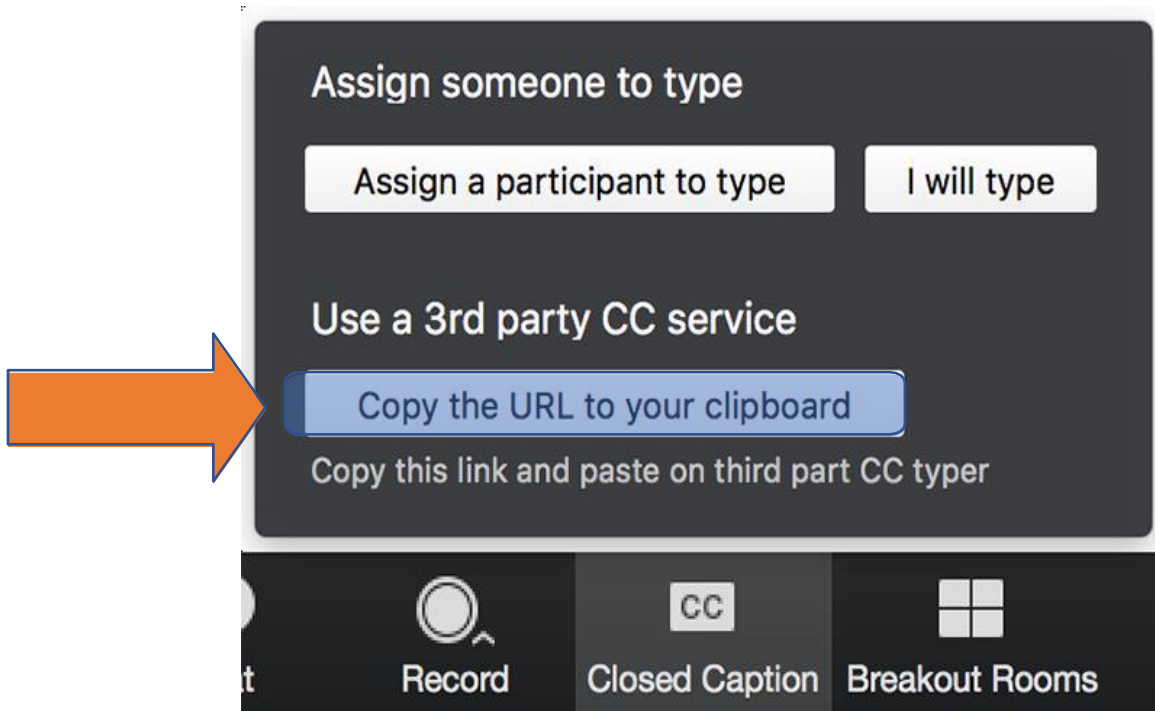 Assign someone to type
Assign a participant to type I will type
Use a 3rd party CC service
Copy the URL to your clipboard
Copy this link and paste on third part CC typer
CC
t Record Closed Caption Breakout Rooms